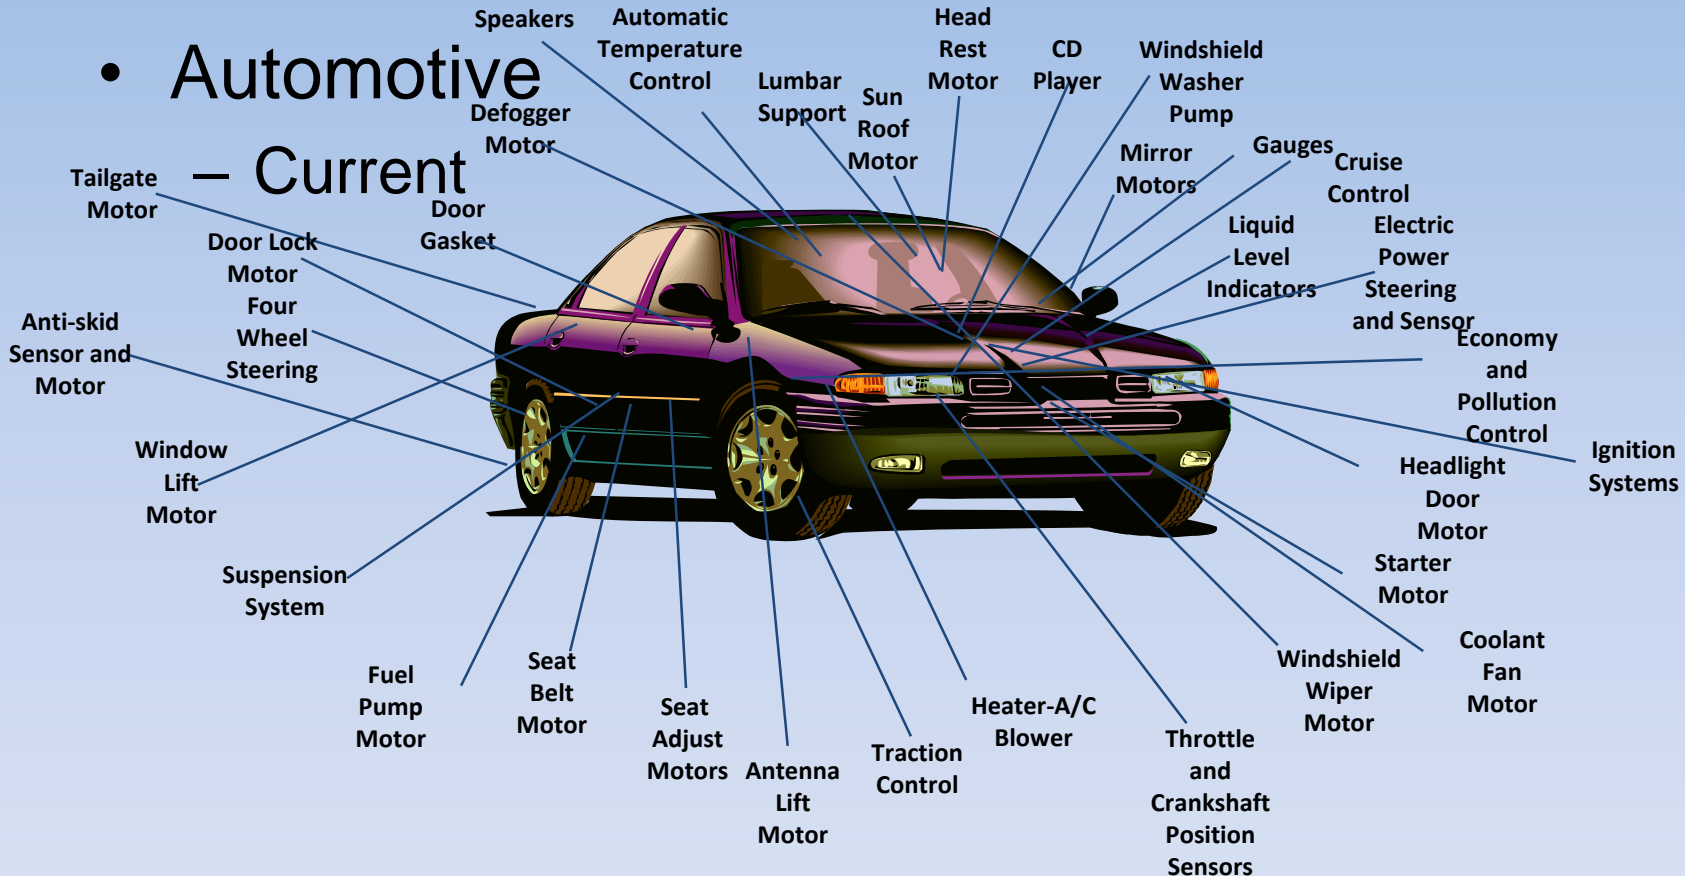 • Automotive
– Current
Speakers
Automatic
Temperature
Control
Head
Rest
Motor
CD
Player
Windshield
Washer
Pump
Lumbar
Support
Sun
Roof
Motor
Defogger
Motor
Mirror
Motors
Gauges
Cruise
Control
Tailgate
Motor
Door
Gasket
Liquid
Level
Indicators
Electric
Power
Steering
and Sensor
Door Lock
Motor
Four
Wheel
Steering
Anti-skid
Sensor and
Motor
Economy
and
Pollution
Control
Window
Lift
Motor
Headlight
Door
Motor
Ignition
Systems
Suspension
System
Starter
Motor
Fuel
Pump
Motor
Seat
Belt
Motor
Seat
Adjust
Motors
Antenna
Lift
Motor
Traction
Control
Heater-A/C
Blower
Throttle
and
Crankshaft
Position
Sensors
Windshield
Wiper
Motor
Coolant
Fan
Motor